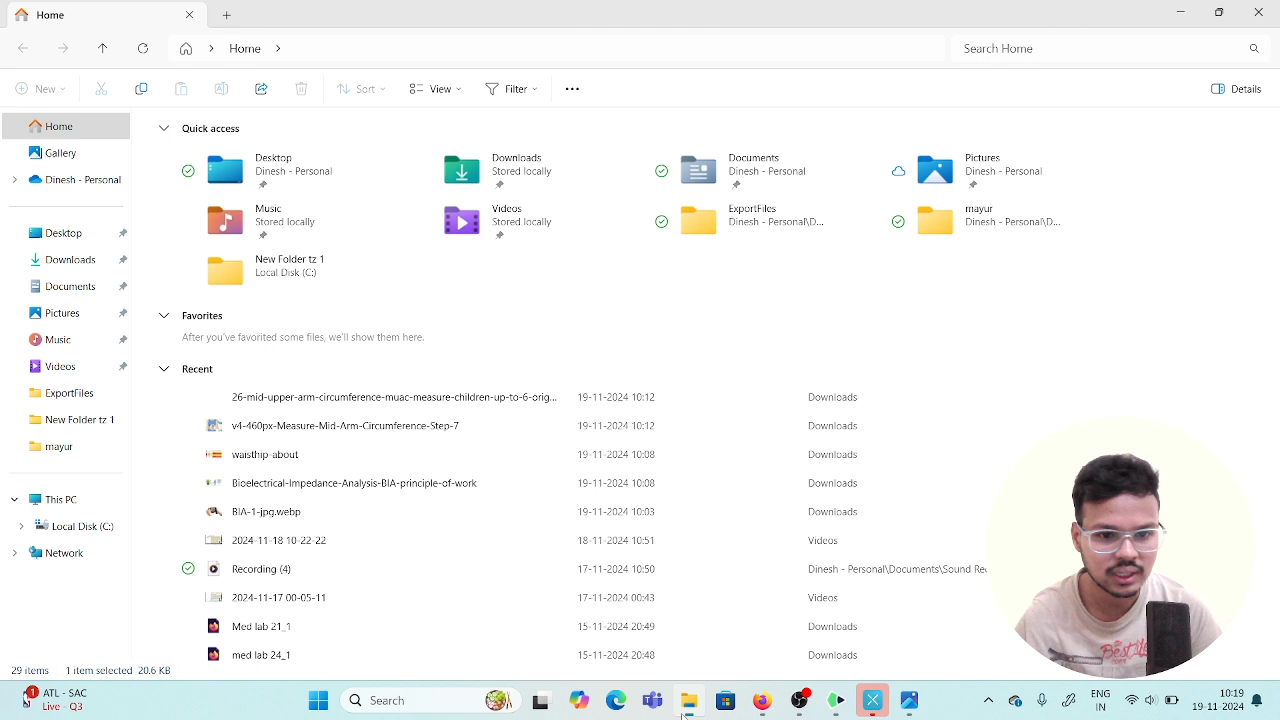 Home
Home
Search Home
New
Sort
View
Filter
Details
Home
Gallery
Dinesh - Personal
Desktop
Downloads
Documents
Pictures
Music
Videos
ExportFiles
New Folder tz 1
mayur
This PC
Local Disk (C:)
Network
Quick access
Desktop
Dinesh - Personal
Downloads
Stored locally
Documents
Dinesh - Personal
Pictures
Dinesh - Personal
Music
Stored locally
Videos
Stored locally
ExportFiles
Dinesh - Personal\D...
mayur
Dinesh - Personal\D...
New Folder tz 1
Local Disk (C:)
Favorites
After you've favorited some files, we'll show them here.
Recent
26-mid-upper-arm-circumference-muac-measure-children-up-to-6-orig... 19-11-2024 10:12 Downloads
v4-460px-Measure-Mid-Arm-Circumference-Step-7 19-11-2024 10:12 Downloads
waisthip-about 19-11-2024 10:08 Downloads
Bioelectrical-Impedance-Analysis-BIA-principle-of-work 19-11-2024 10:08 Downloads
BIA-1-jpg.webp 19-11-2024 10:03 Downloads
2024-11-18 10-22-22 18-11-2024 10:51 Videos
Recording (4) 17-11-2024 10:50 Dinesh - Personal\Documents\Sound Rec
2024-11-17 00-05-11 17-11-2024 00:43 Videos
Med lab 21_1 15-11-2024 20:49 Downloads
med lab 24_1 15-11-2024 20:48 Downloads
29 items 1 item selected 20.6 KB
1
ATL - SAC
Live: Q3
Search
ENG
IN
10:19
19-11-2024